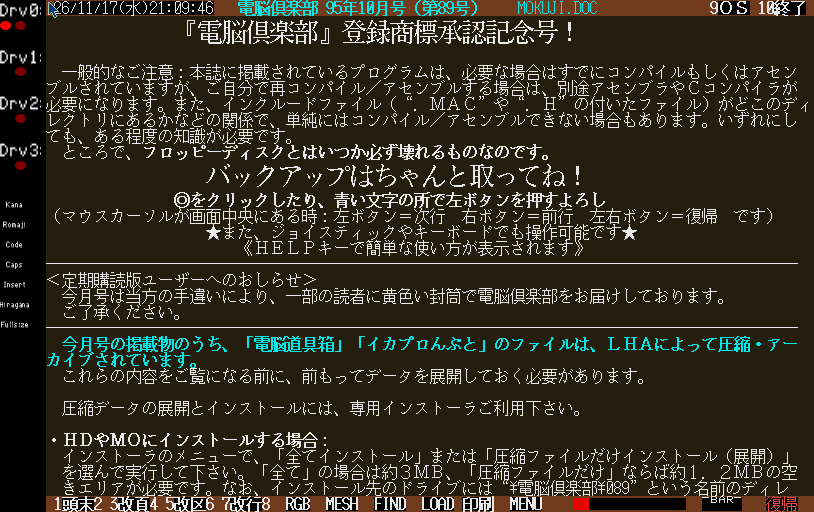 Drv0:
26/11/17(水)21:09:46 電脳倶楽部 95年10月号 (第89号) MOKUJI.DOC 9OS 10終了
『電脳倶楽部』登録商標承認記念号！
Drv1:
一般的なご注意：本誌に掲載されているプログラムは、必要な場合はすでにコンパイルもしくはアセン
ブルされていますが、ご自分で再コンパイル／アセンブルする場合は、別途アセンブラやＣコンパイラが
必要になります。また、インクルードファイル（“．ＭＡＣ”や“．Ｈ”の付いたファイル）がどこのディ
Drv2:
レクトリにあるかなどの関係で、単純にはコンパイル／アセンブルできない場合もあります。いずれにし
ても、ある程度の知識が必要です。
Drv3:
ところで、フロッピーディスクとはいつか必ず壊れるものなのです。
バックアップはちゃんと取ってね！
◎をクリックしたり、青い文字の所で左ボタンを押すよろし
Kana
（マウスカーソルが画面中央にある時：左ボタン＝次行　右ボタン＝前行　左右ボタン＝復帰　です）
Romaji
★また、ジョイスティックやキーボードでも操作可能です★
Code
《ＨＥＬＰキーで簡単な使い方が表示されます》
Caps
＜定期購読版ユーザーへのおしらせ＞
Insert
今月号は当方の手違いにより、一部の読者に黄色い封筒で電脳倶楽部をお届けしております。
Hiragana
ご了承ください。
Fullsize
今月号の掲載物のうち、「電脳道具箱」「イカプロんぶと」のファイルは、ＬＨＡによって圧縮・アー
カイブされています。
これらの内容をご覧になる前に、前もってデータを展開しておく必要があります。
圧縮データの展開とインストールには、専用インストーラご利用下さい。
・ＨＤやＭＯにインストールする場合：
インストーラのメニューで、「全てインストール」または「圧縮ファイルだけインストール（展開）」
を選んで実行して下さい。「全て」の場合は約３ＭＢ、「圧縮ファイルだけ」ならば約１．２ＭＢの空
きエリアが必要です。なお、インストール先のドライブには“¥電脳倶楽部¥089”という名前のディレ
1頭末2 3改頁4 5改区6 7改行8 RGB MESH FIND LOAD 印刷 MENU BAR 復帰